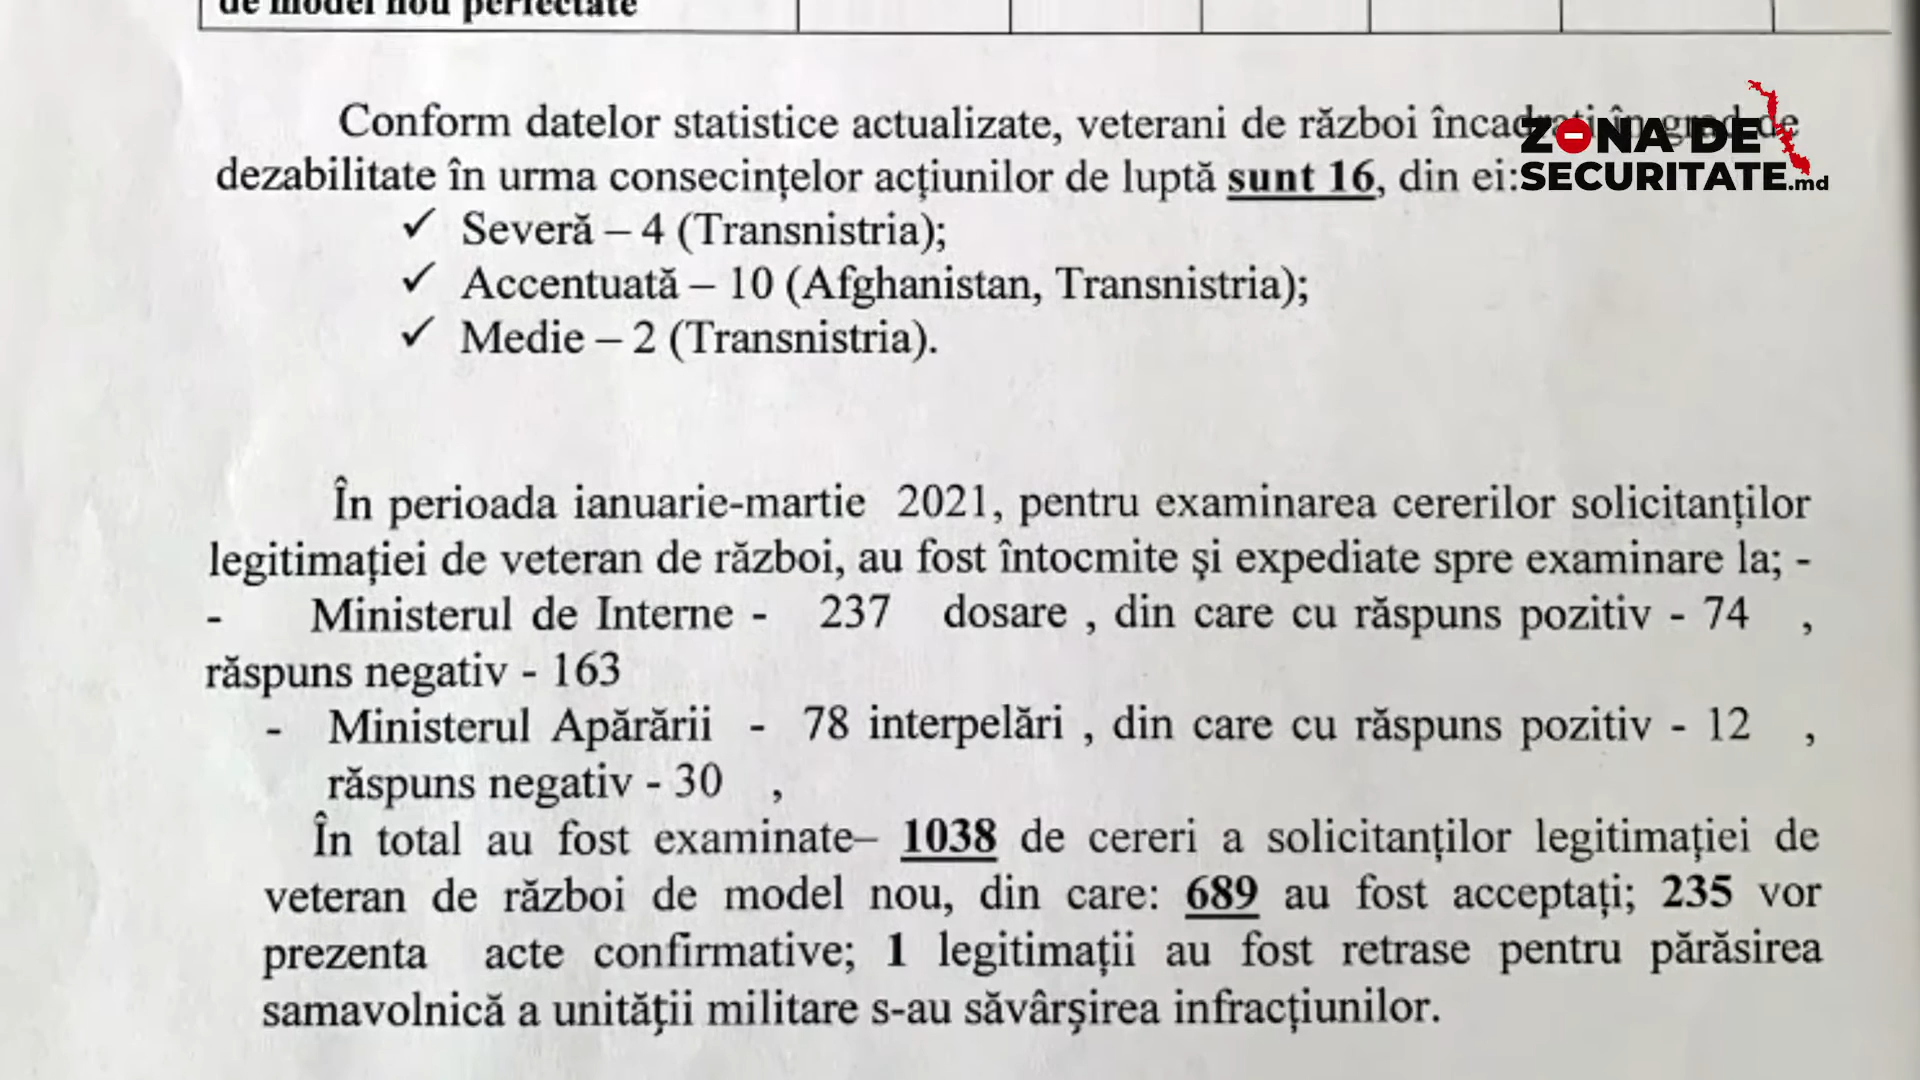 de model nou perfectate
Conform datelor statistice actualizate, veterani de război încadrați în grad de
dezabilitate în urma consecințelor acțiunilor de luptă sunt 16, din ei:
ZONA DE
SECURITATE.md
✓ Severă – 4 (Transnistria);
✓ Accentuată – 10 (Afghanistan, Transnistria);
✓ Medie – 2 (Transnistria).
În perioada ianuarie-martie 2021, pentru examinarea cererilor solicitanților
legitimației de veteran de război, au fost întocmite și expediate spre examinare la; -
- Ministerul de Interne - 237 dosare , din care cu răspuns pozitiv - 74 ,
răspuns negativ - 163
- Ministerul Apărării - 78 interpelări , din care cu răspuns pozitiv - 12 ,
răspuns negativ - 30 ,
În total au fost examinate– 1038 de cereri a solicitanților legitimației de
veteran de război de model nou, din care: 689 au fost acceptați; 235 vor
prezenta acte confirmative; 1 legitimații au fost retrase pentru părăsirea
samavolnică a unității militare s-au săvârșirea infracțiunilor.